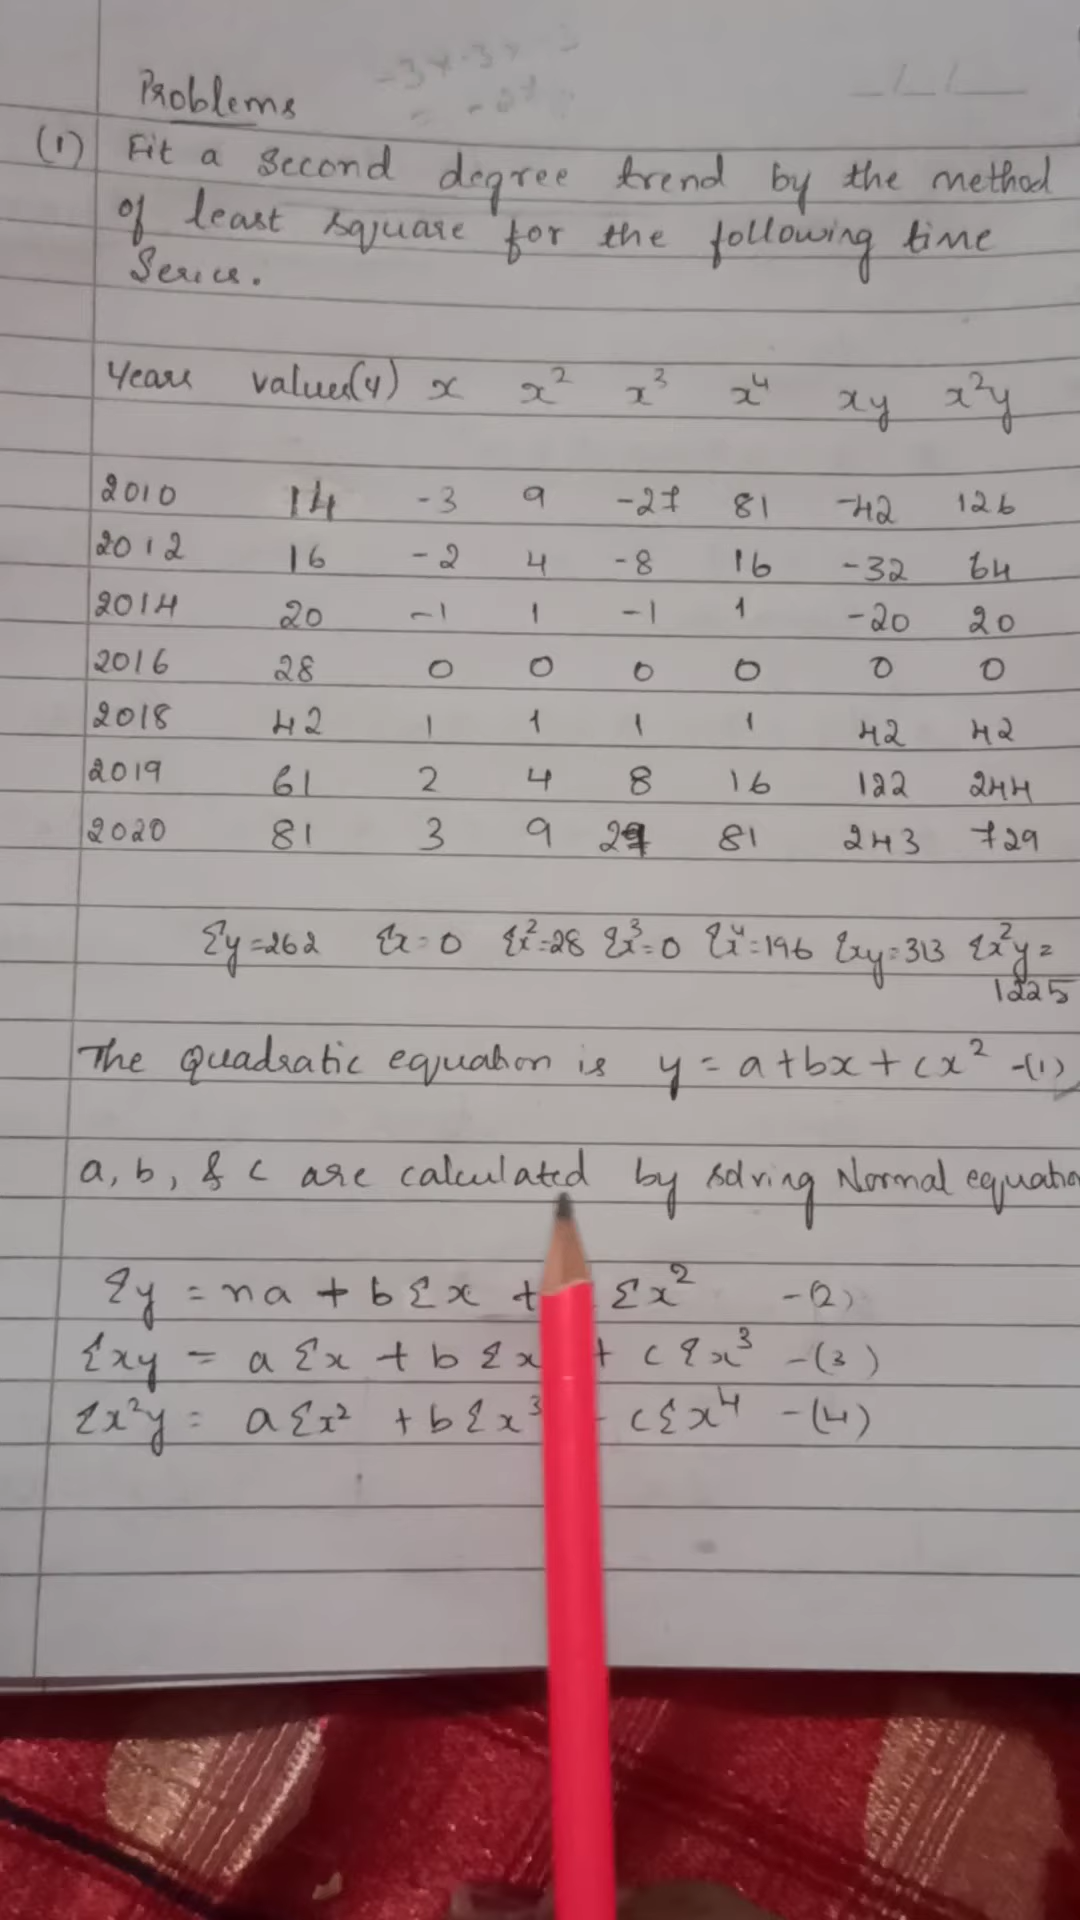 Problems
(1) Fit a second degree trend by the method
of least square for the following time
Series.
Years values(y) x x² x³ x⁴ xy x²y
2010 14 -3 9 -27 81 -42 126
2012 16 -2 4 -8 16 -32 64
2014 20 -1 1 -1 1 -20 20
2016 28 0 0 0 0 0 0
2018 42 1 1 1 1 42 42
2019 61 2 4 8 16 122 244
2020 81 3 9 27 81 243 729
Σy=262 Σx=0 Σx²=28 Σx³=0 Σx⁴=196 Σxy=313 Σx²y=
1225
The Quadratic equation is y = a+bx+cx² -(1)
a, b, & c are calculated by solving Normal
Σy = na + bΣx + Σx² -(2)
Σxy = aΣx + bΣx + cΣx³ -(3)
Σx²y = aΣx² + bΣx³ cΣx⁴ -(4)